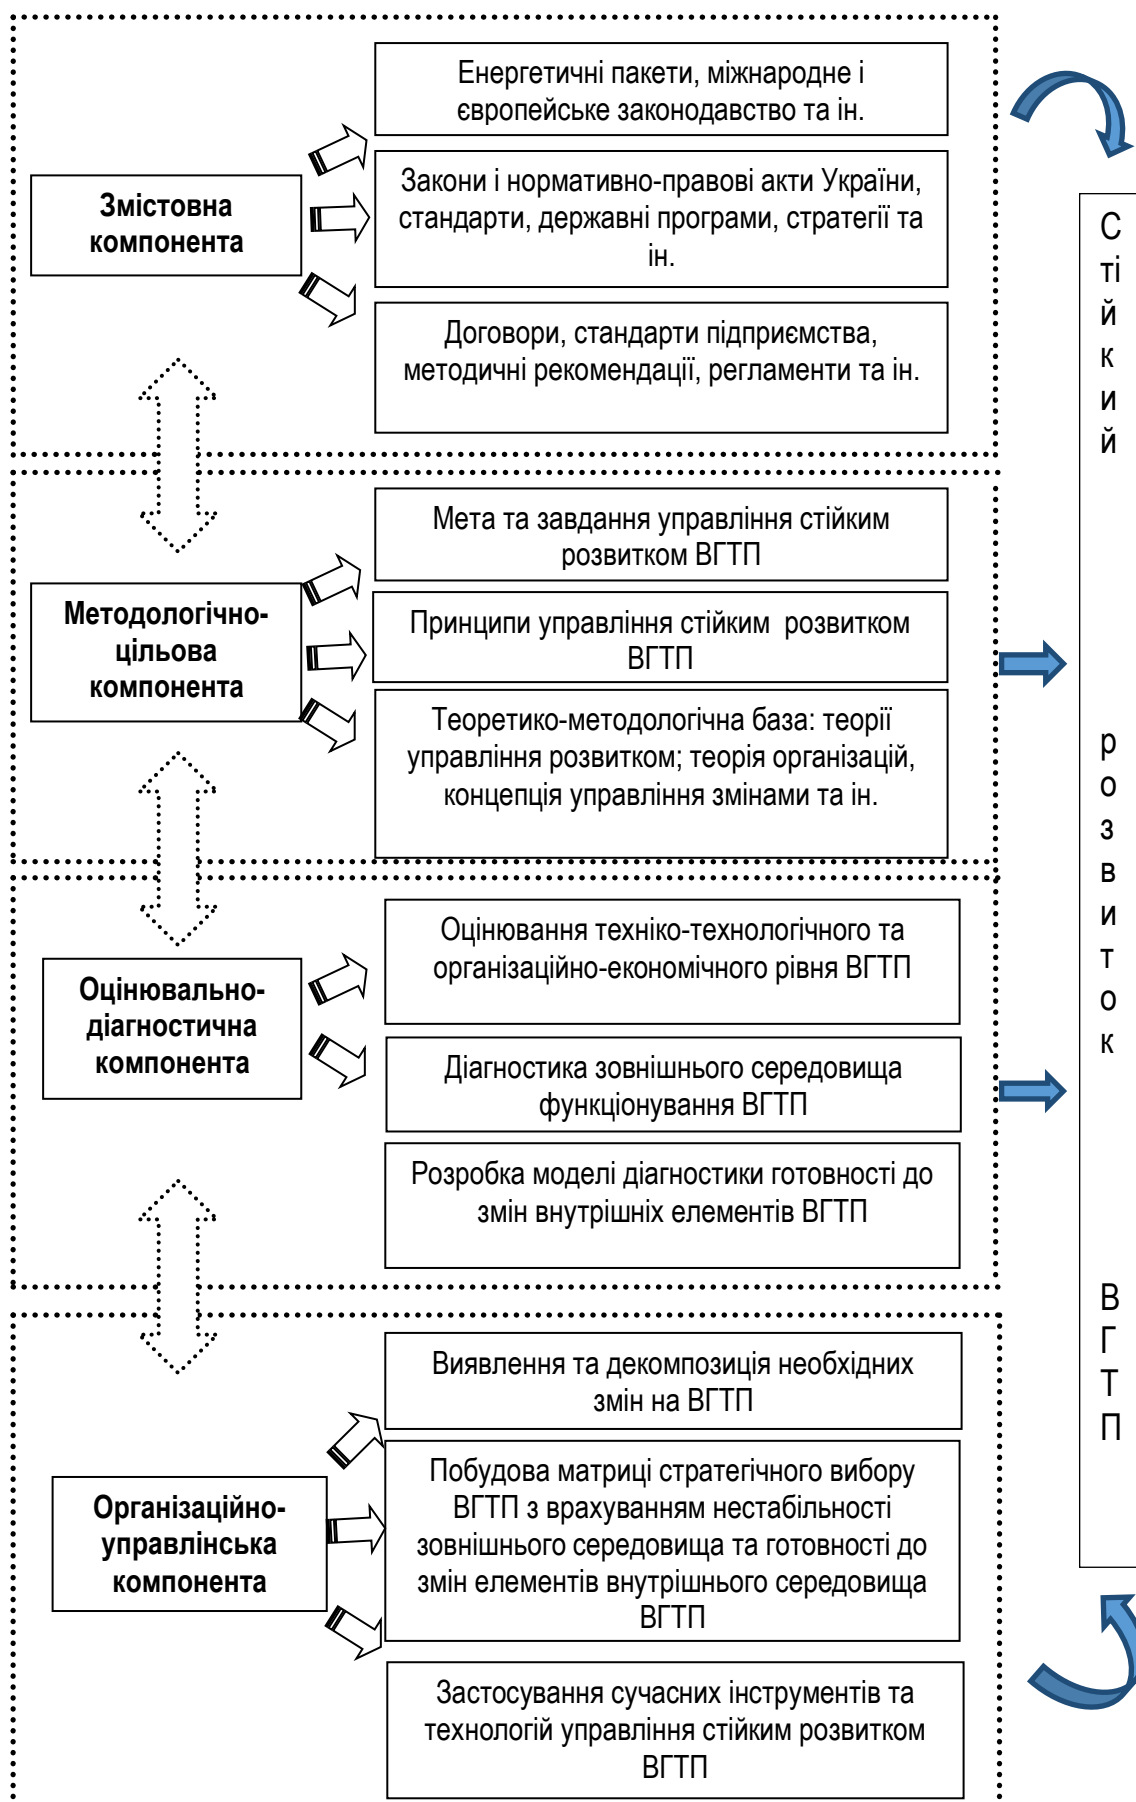 Енергетичні пакети, міжнародне і
європейське законодавство та ін.
Змістовна
компонента
Закони і нормативно-правові акти України,
стандарти, державні програми, стратегії та
ін.
Договори, стандарти підприємства,
методичні рекомендації, регламенти та ін.
Мета та завдання управління стійким
розвитком ВГТП
Методологічно-
цільова
компонента
Принципи управління стійким розвитком
ВГТП
Теоретико-методологічна база: теорії
управління розвитком; теорія організацій,
концепція управління змінами та ін.
Оцінювально-
діагностична
компонента
Оцінювання техніко-технологічного та
організаційно-економічного рівня ВГТП
Діагностика зовнішнього середовища
функціонування ВГТП
Розробка моделі діагностики готовності до
змін внутрішніх елементів ВГТП
Виявлення та декомпозиція необхідних
змін на ВГТП
Організаційно-
управлінська
компонента
Побудова матриці стратегічного вибору
ВГТП з врахуванням нестабільності
зовнішнього середовища та готовності до
змін елементів внутрішнього середовища
ВГТП
Застосування сучасних інструментів та
технологій управління стійким розвитком
ВГТП
С
ті
й
к
и
й
р
о
з
в
и
т
о
к
В
Г
Т
П